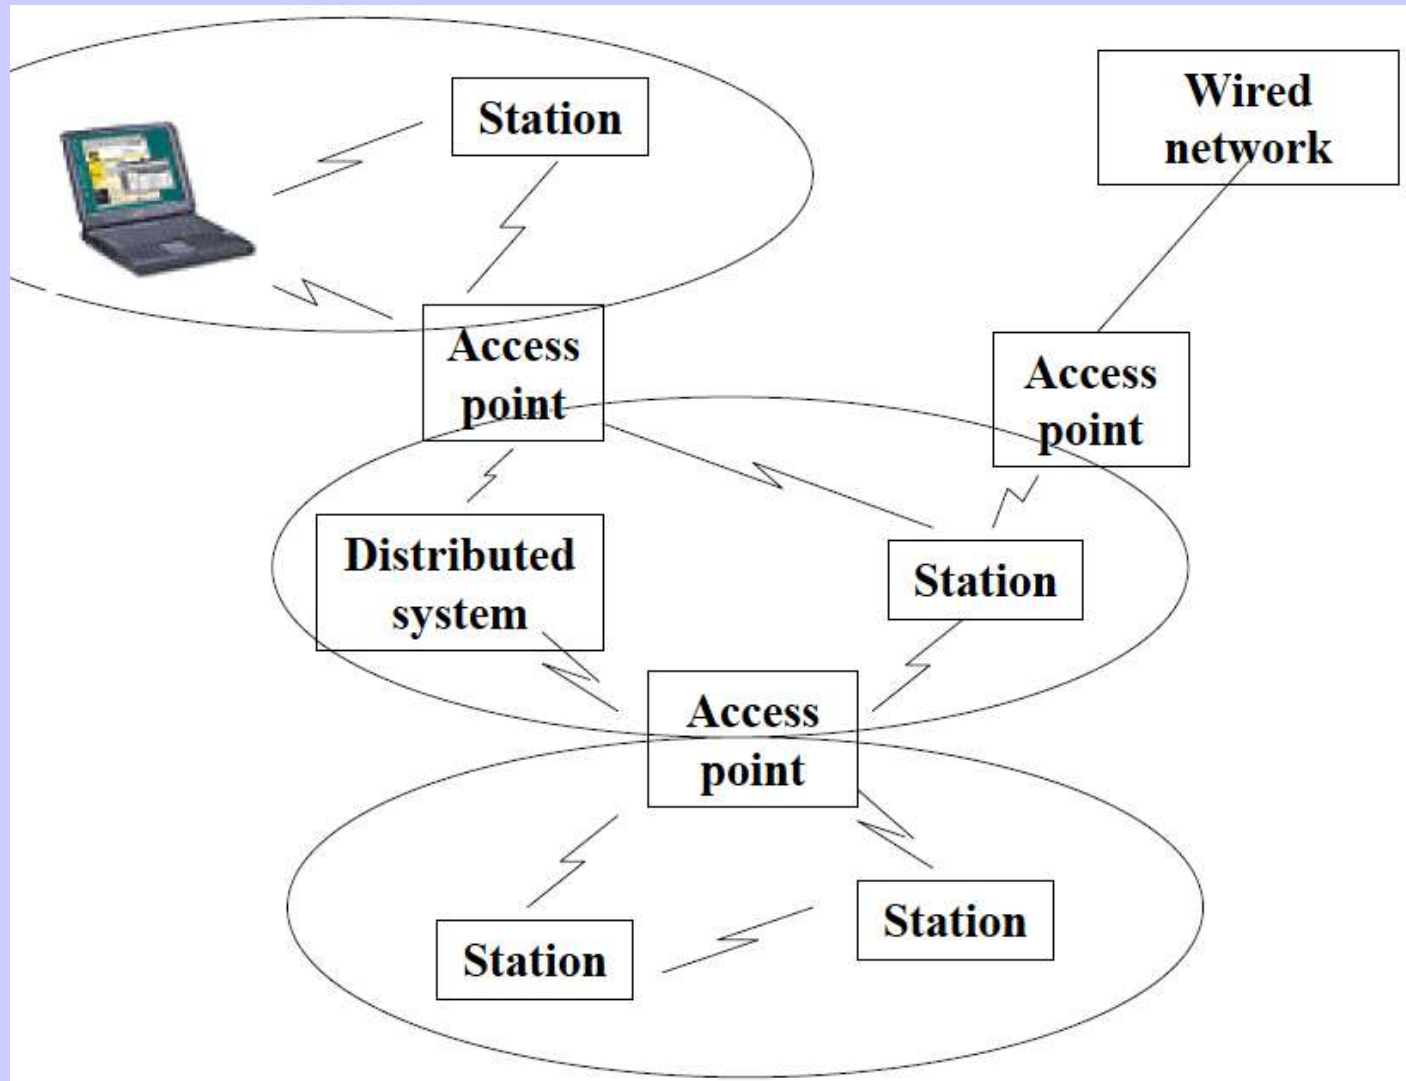 Station
Wired
network
Access
point
Access
point
Distributed
system
Station
Access
point
Station
Station